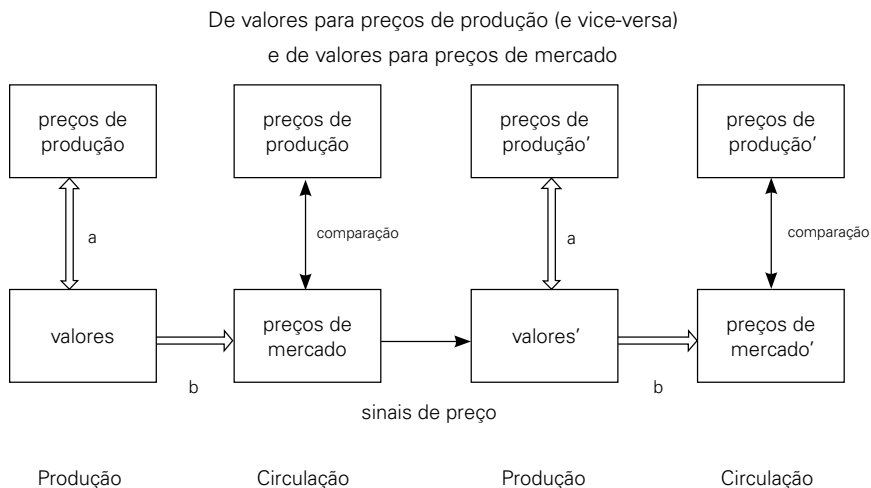 De valores para preços de produção (e vice-versa)
e de valores para preços de mercado
preços de
produção
preços de
produção
preços de
produção’
preços de
produção’
a
comparação
a
comparação
valores
preços de
mercado
valores’
preços de
mercado’
b
b
sinais de preço
Produção
Circulação
Produção
Circulação